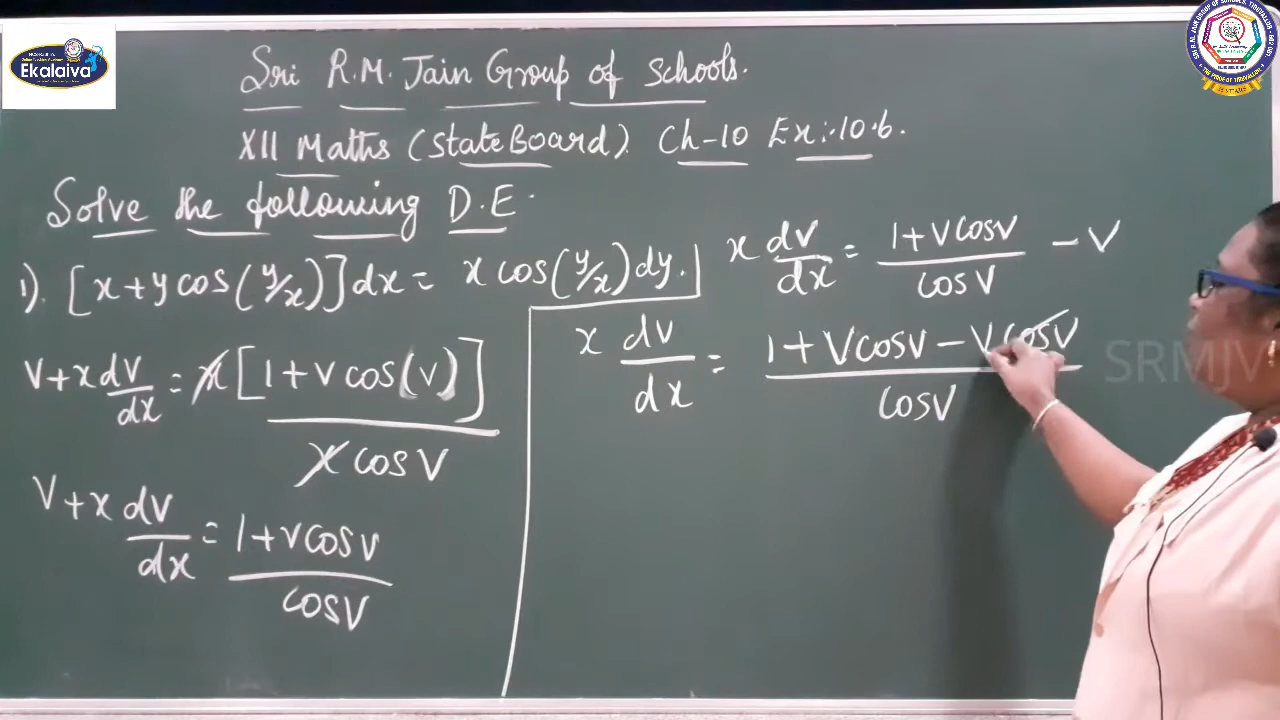 Ekalaiva
Sri R.M. Jain Group of Schools.
XII Maths (StateBoard) Ch-10 Ex:-10.6.
Solve the following D.E.
1). [x+y cos(y/x)]dx = x cos(y/x)dy.
V+x dV/dx = x[1+V cos(V)]/x cos V
V+x dV/dx = 1+V cos V/cos V
x dV/dx = 1+V cos V/cos V - V
x dV/dx = 1+V cos V - V cos V/cos V
SRMJV